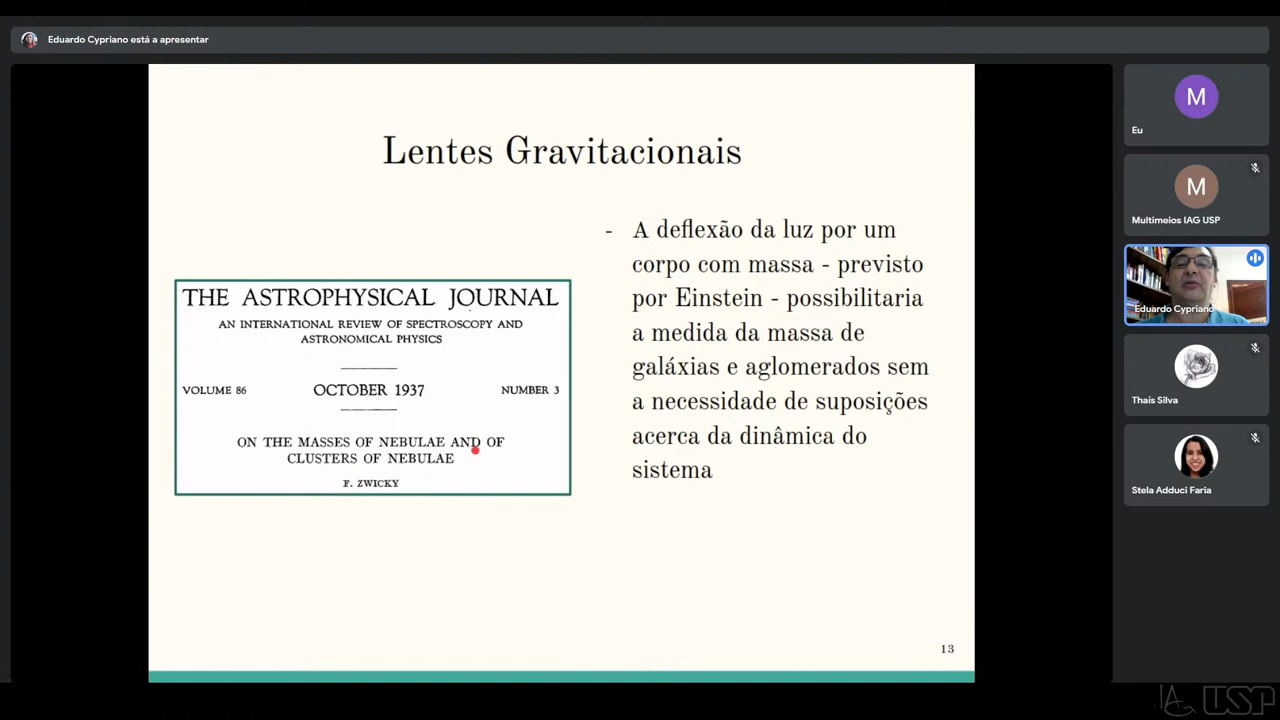 Eduardo Cypriano está a apresentar
Lentes Gravitacionais
THE ASTROPHYSICAL JOURNAL
AN INTERNATIONAL REVIEW OF SPECTROSCOPY AND
ASTRONOMICAL PHYSICS
VOLUME 86
OCTOBER 1937
NUMBER 3
ON THE MASSES OF NEBULAE AND OF
CLUSTERS OF NEBULAE
F. ZWICKY
- A deflexão da luz por um
corpo com massa - previsto
por Einstein - possibilitaria
a medida da massa de
galáxias e aglomerados sem
a necessidade de suposições
acerca da dinâmica do
sistema
13
M
Eu
M
Multimeios IAG USP
Eduardo Cypriano
Thais Silva
Stela Adduci Faria
USP